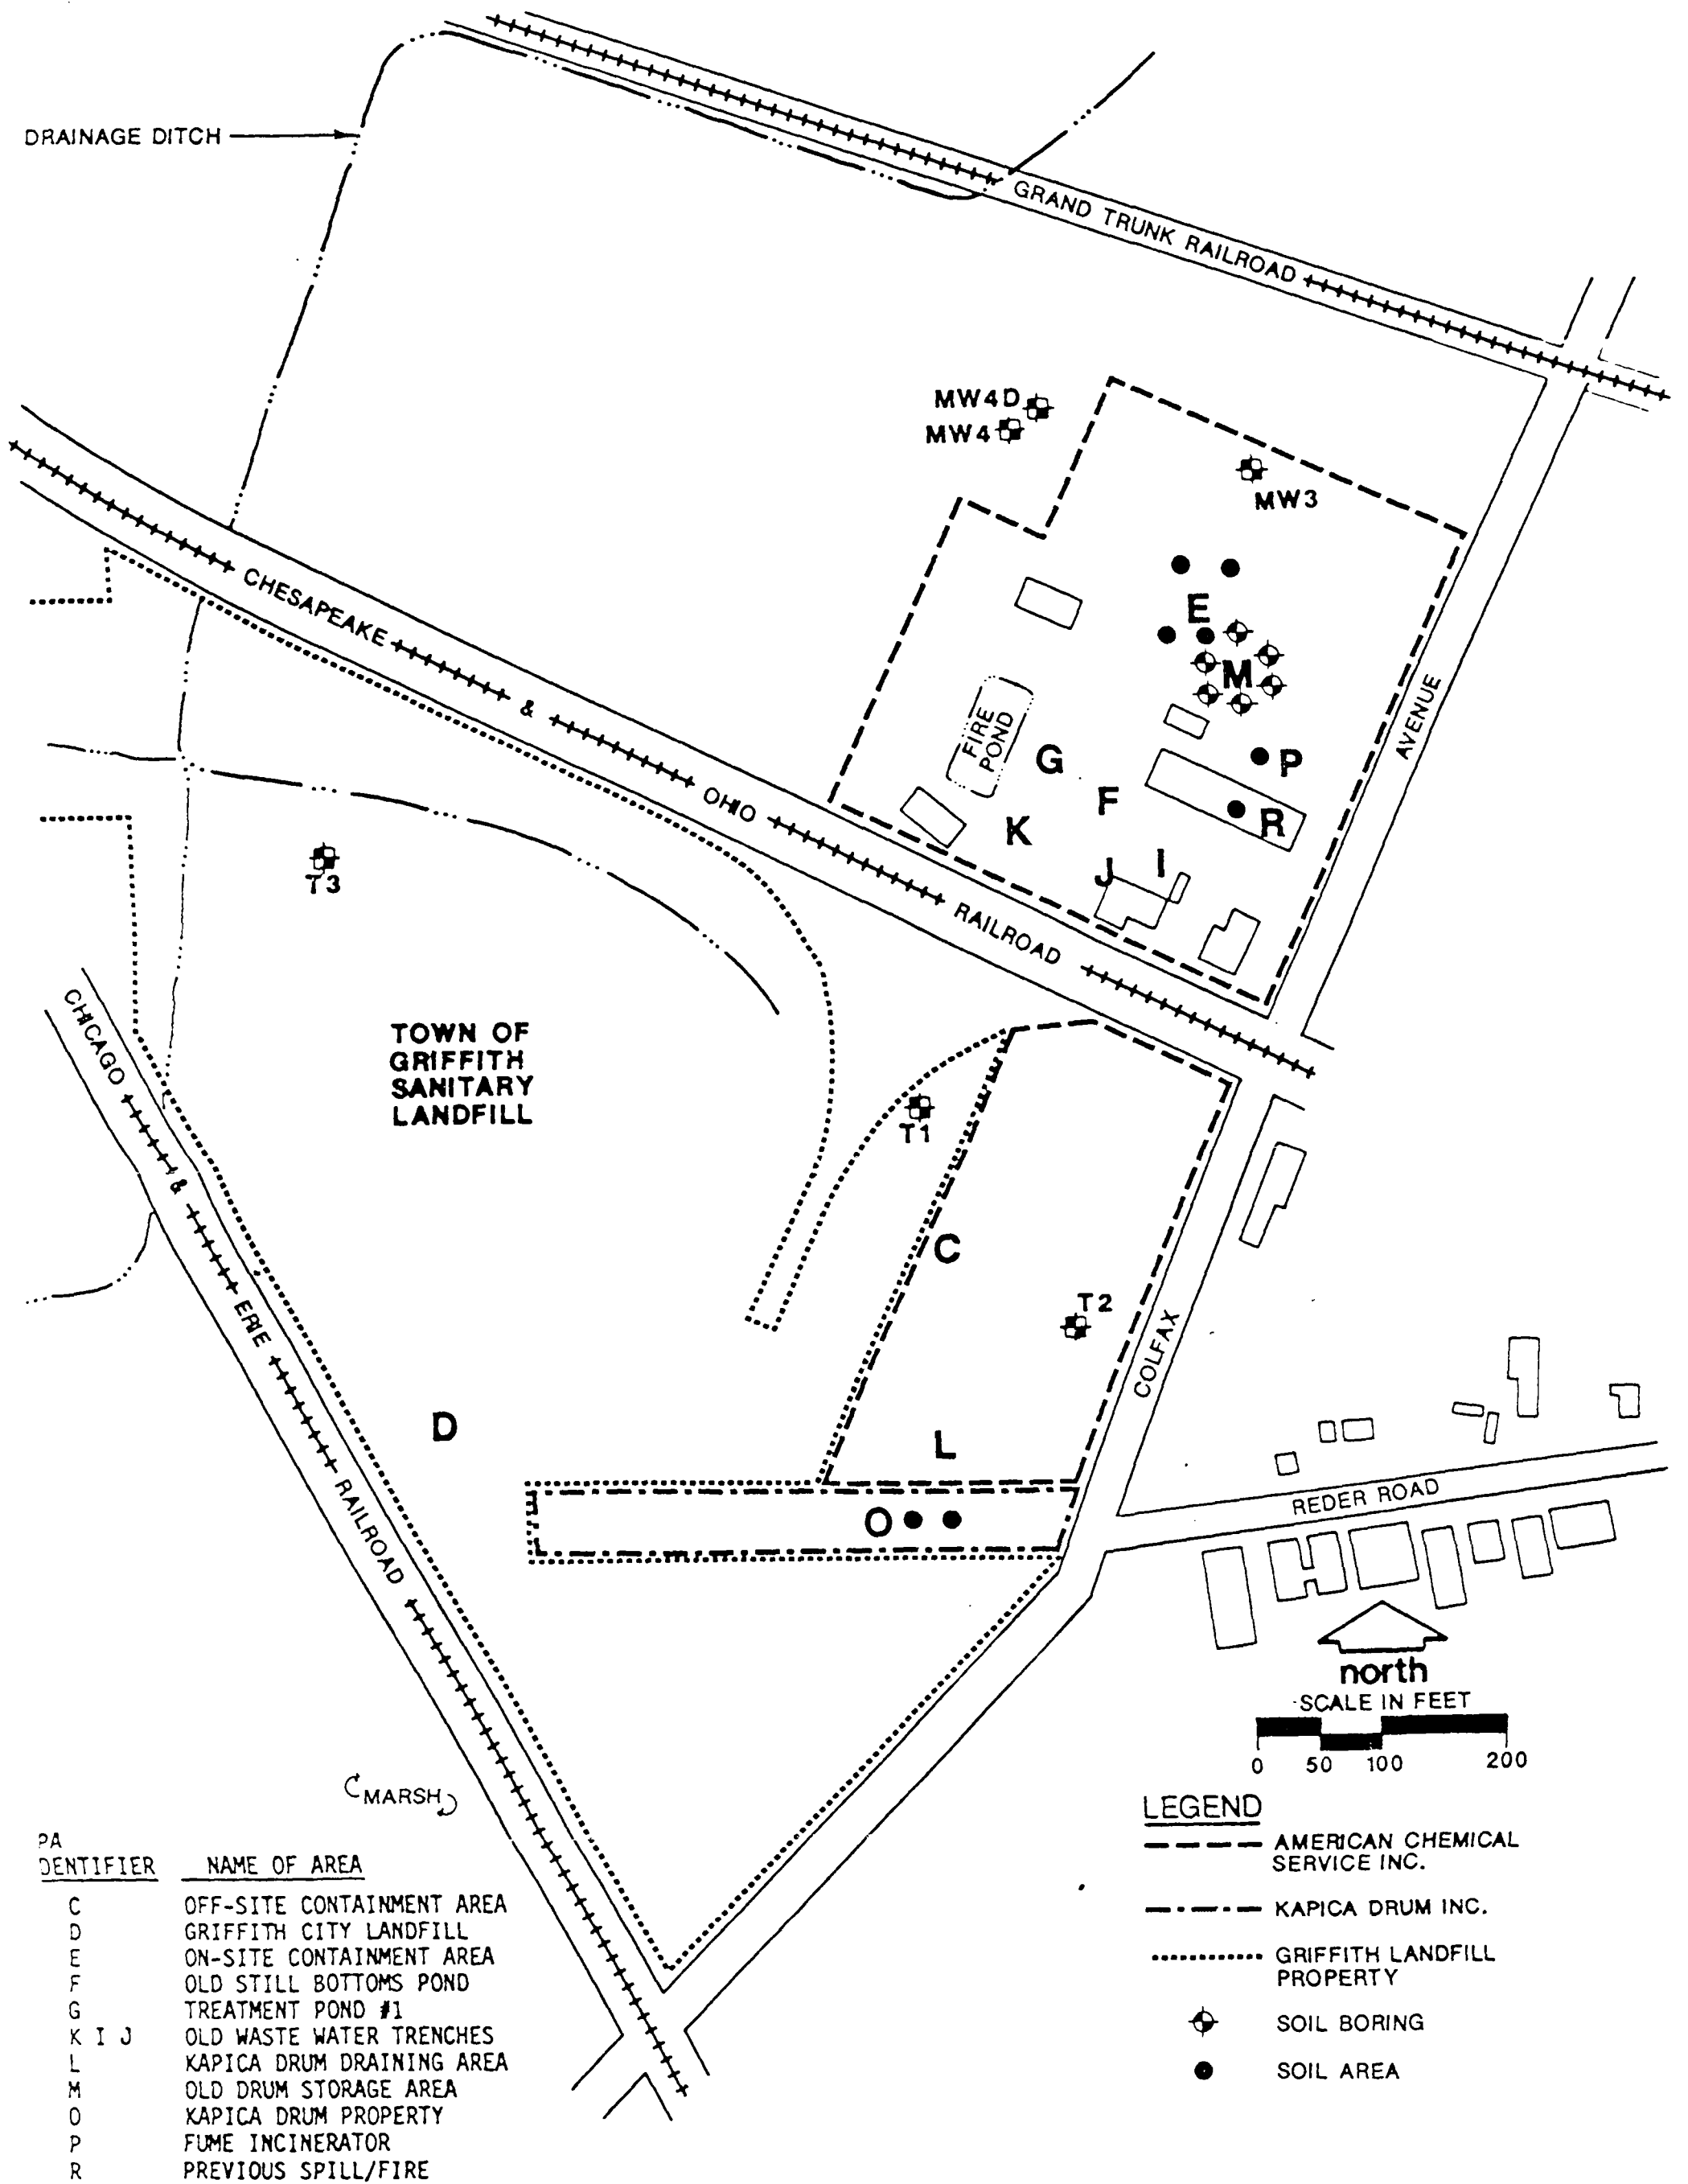 DRAINAGE DITCH
GRAND TRUNK RAILROAD
MW4D
MW4
MW3
CHESAPEAKE & OHIO RAILROAD
E
M
AVENUE
FIRE
POND
G
P
F
R
K
J
I
T3
CHICAGO & ERIE RAILROAD
TOWN OF
GRIFFITH
SANITARY
LANDFILL
T1
C
T2
COLFAX
D
L
O
REDER ROAD
north
SCALE IN FEET
0 50 100 200
MARSH
LEGEND
AMERICAN CHEMICAL
SERVICE INC.
KAPICA DRUM INC.
GRIFFITH LANDFILL
PROPERTY
SOIL BORING
SOIL AREA
PA
DENTIFIER NAME OF AREA
C OFF-SITE CONTAINMENT AREA
D GRIFFITH CITY LANDFILL
E ON-SITE CONTAINMENT AREA
F OLD STILL BOTTOMS POND
G TREATMENT POND #1
K I J OLD WASTE WATER TRENCHES
L KAPICA DRUM DRAINING AREA
M OLD DRUM STORAGE AREA
O KAPICA DRUM PROPERTY
P FUME INCINERATOR
R PREVIOUS SPILL/FIRE